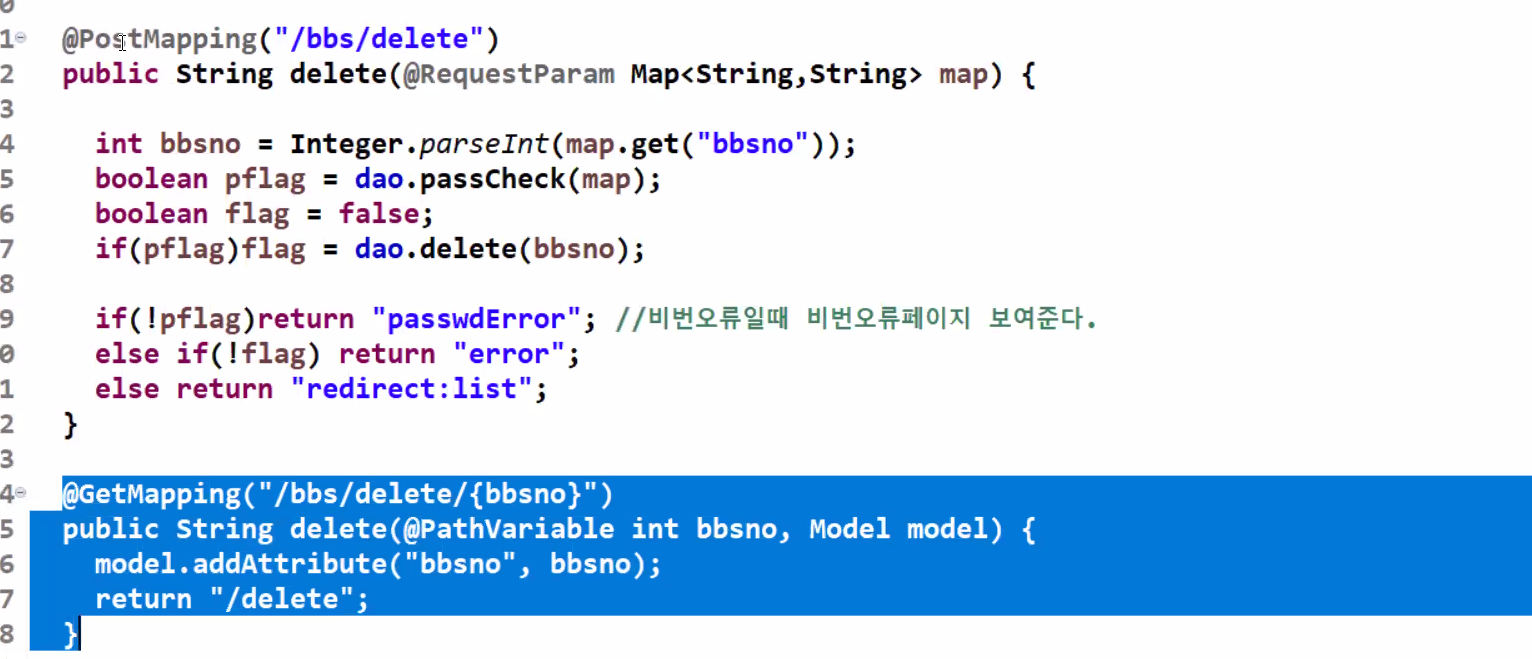 0
1 @PostMapping("/bbs/delete")
2 public String delete(@RequestParam Map<String,String> map) {
3
4 int bbsno = Integer.parseInt(map.get("bbsno"));
5 boolean pflag = dao.passCheck(map);
6 boolean flag = false;
7 if(pflag)flag = dao.delete(bbsno);
8
9 if(!pflag)return "passwdError"; //비번오류일때 비번오류페이지 보여준다.
0 else if(!flag) return "error";
1 else return "redirect:list";
2 }
3
4 @GetMapping("/bbs/delete/{bbsno}")
5 public String delete(@PathVariable int bbsno, Model model) {
6 model.addAttribute("bbsno", bbsno);
7 return "/delete";
8 }